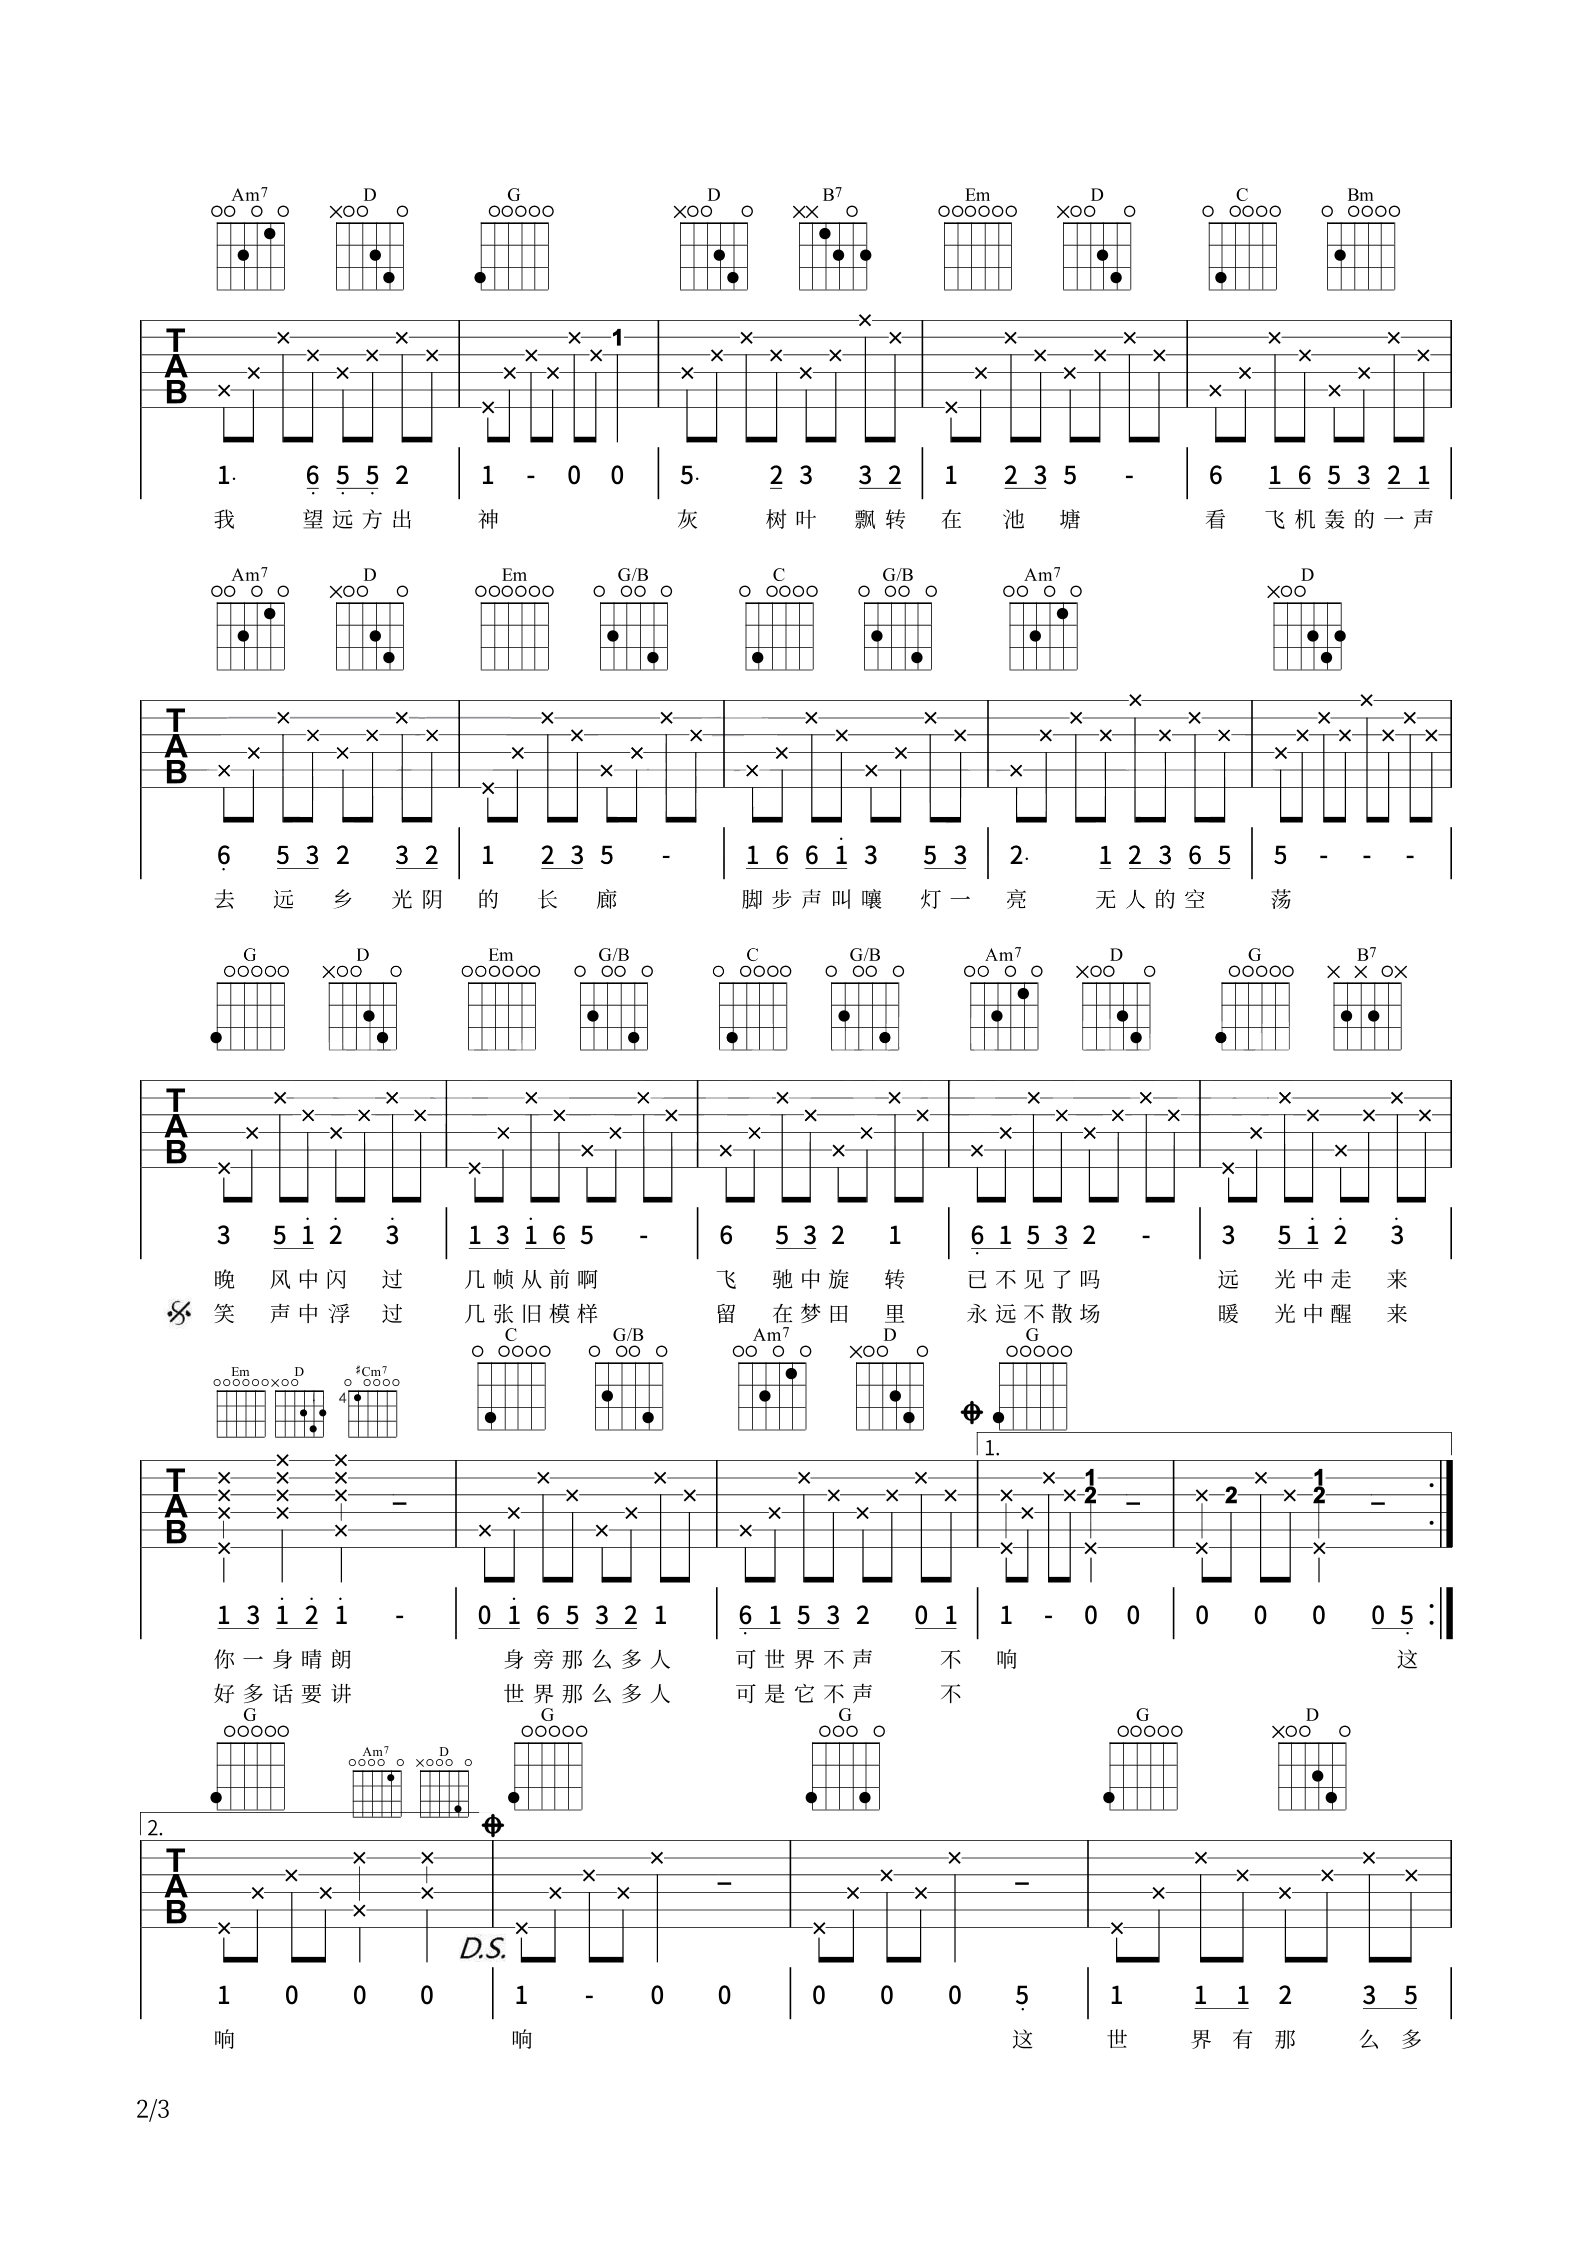 Am7 D G D B7 Em D C Bm
T A B 1
1· 6 5 5 2 1 - 0 0 5· 2 3 3 2 1 2 3 5 - 6 1 6 5 3 2 1
我 望远方出 神 灰 树叶 飘转 在 池 塘 看 飞机轰的一声
Am7 D Em G/B C G/B Am7 D
T A B
6 5 3 2 3 2 1 2 3 5 - 1 6 6 1 3 5 3 2· 1 2 3 6 5 5 - - -
去 远 乡 光阴 的 长 廊 脚步声叫嚷 灯一 亮 无人的空 荡
G D Em G/B C G/B Am7 D G B7
T A B
3 5 1 2 3 1 3 1 6 5 - 6 5 3 2 1 6 1 5 3 2 - 3 5 1 2 3
晚 风中闪 过 几帧从前啊 飞 驰中旋 转 已不见了吗 远 光中走 来
笑 声中浮 过 几张旧模样 留 在梦田 里 永远不散场 暖 光中醒 来
Em D ♯Cm7 C G/B Am7 D G
4
1.
T A B – 1 2 – 2 1 2 –
1 3 1 2 1 - 0 1 6 5 3 2 1 6 1 5 3 2 0 1 1 - 0 0 0 0 0 0 5
你一身晴朗 身旁那么多人 可世界不声 不 响 这
好多话要讲 世界那么多人 可是它不声 不
G Am7 D G G G D
2.
T A B – –
D.S.
1 0 0 0 1 - 0 0 0 0 0 5 1 1 1 2 3 5
响 响 这 世 界有那 么多
2/3